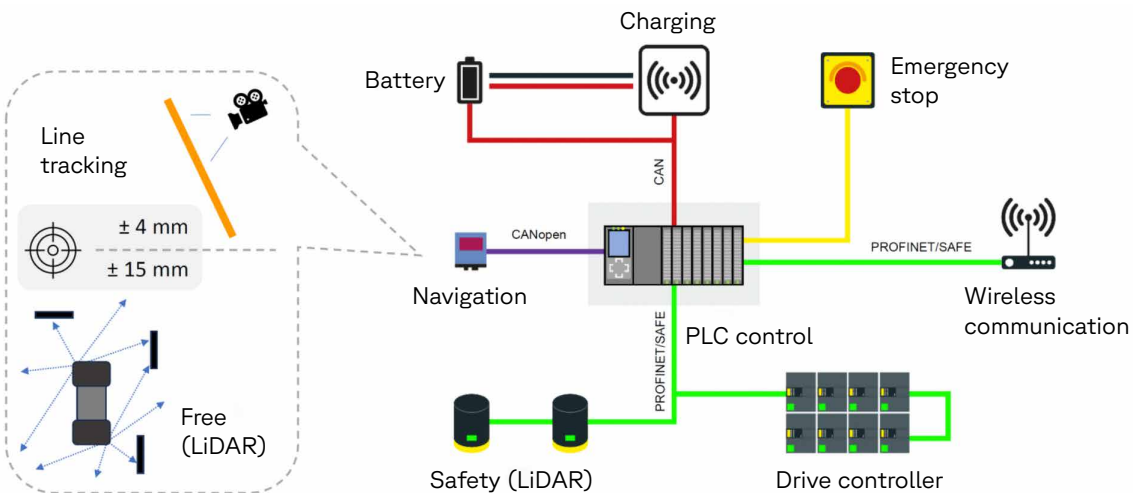 Charging
Battery
Emergency
stop
Line
tracking
CAN
± 4 mm
± 15 mm
CANopen
PROFINET/SAFE
Navigation
Wireless
communication
PLC control
PROFINET/SAFE
Free
(LiDAR)
Safety (LiDAR)
Drive controller